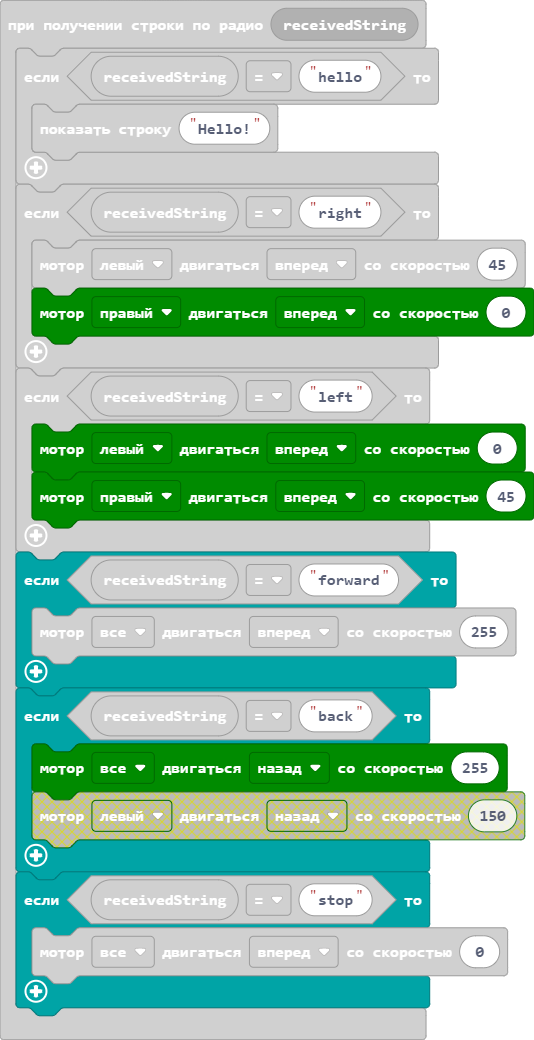 при получении строки по радио receivedString
если receivedString = "hello" то
показать строку "Hello!"
если receivedString = "right" то
мотор левый двигаться вперед со скоростью 45
мотор правый двигаться вперед со скоростью 0
если receivedString = "left" то
мотор левый двигаться вперед со скоростью 0
мотор правый двигаться вперед со скоростью 45
если receivedString = "forward" то
мотор все двигаться вперед со скоростью 255
если receivedString = "back" то
мотор все двигаться назад со скоростью 255
мотор левый двигаться назад со скоростью 150
если receivedString = "stop" то
мотор все двигаться вперед со скоростью 0